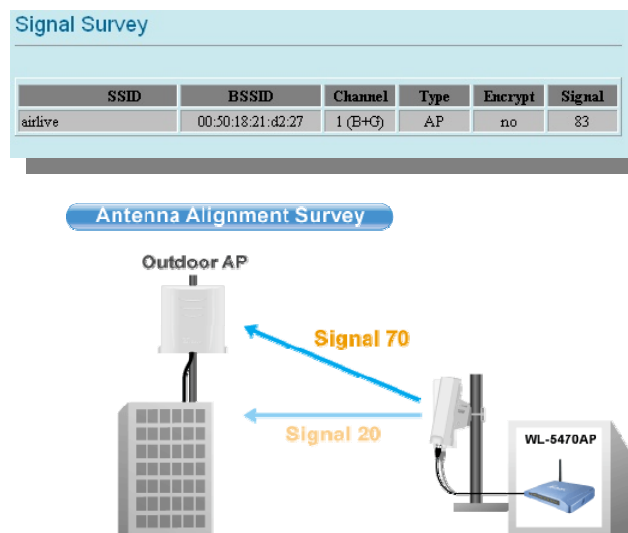 Signal Survey
SSID BSSID Channel Type Encrypt Signal
airlive 00:50:18:21:d2:27 1 (B+G) AP no 83
Antenna Alignment Survey
Outdoor AP
Signal 70
Signal 20
WL-5470AP